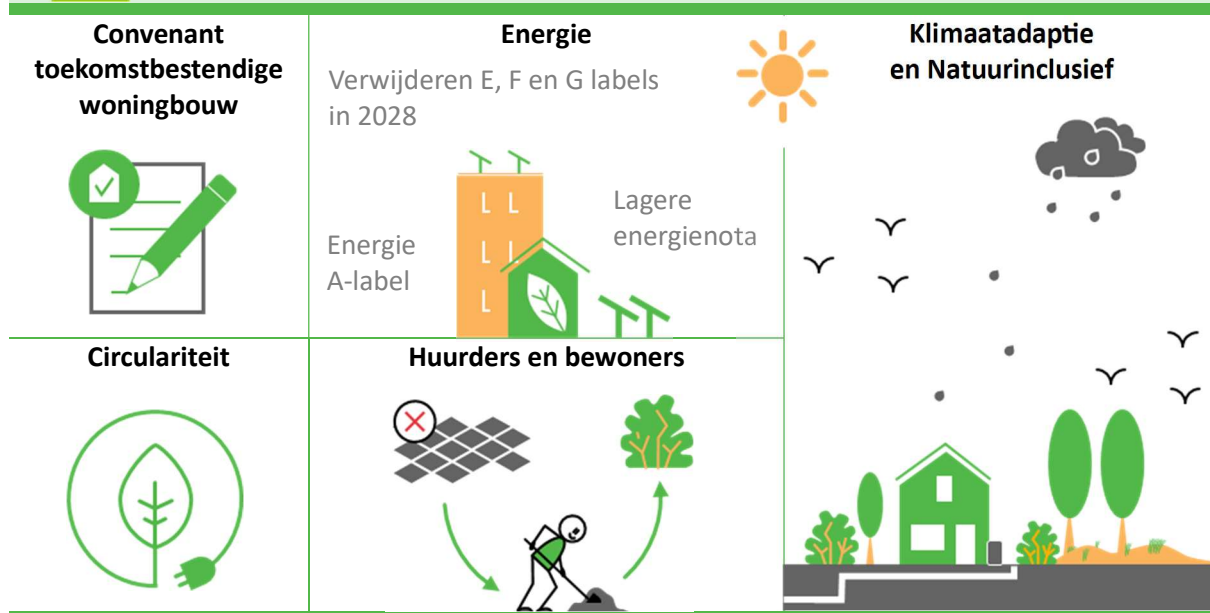 Convenant
toekomstbestendige
woningbouw
Energie
Verwijderen E, F en G labels
in 2028
Energie
A-label
Lagere
energienota
Klimaatadaptie
en Natuurinclusief
Circulariteit
Huurders en bewoners